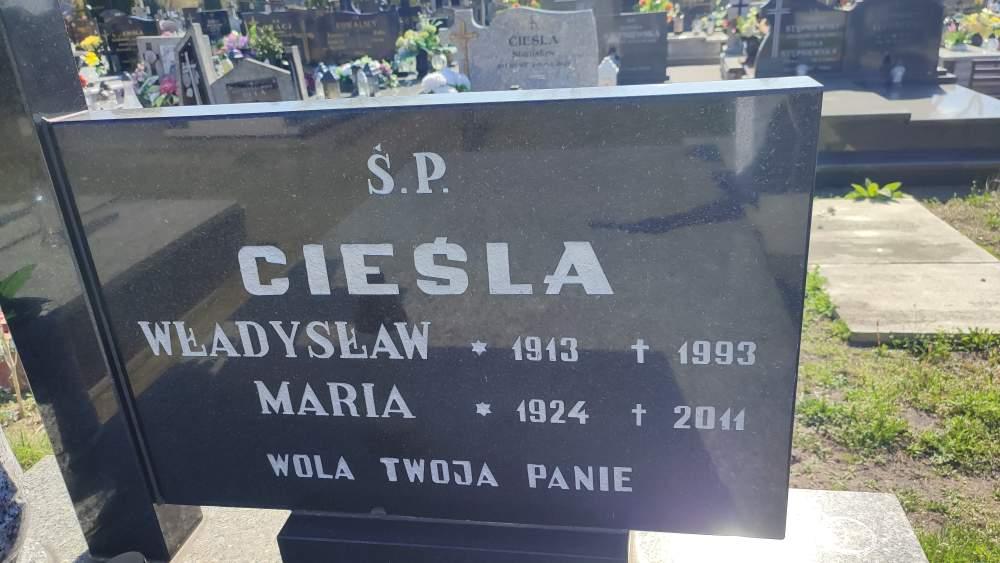 CIEŚLA
Ś.P.
CIEŚLA
WŁADYSŁAW * 1913 † 1993
MARIA * 1924 † 2011
WOLA TWOJA PANIE